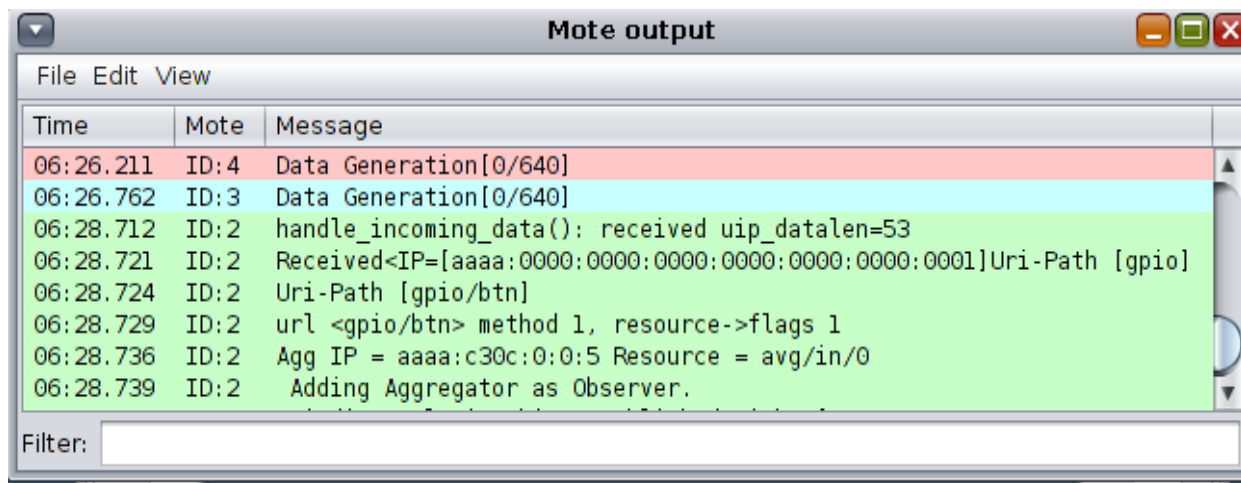 Mote output
File Edit View
Time Mote Message
06:26.211 ID:4 Data Generation[0/640]
06:26.762 ID:3 Data Generation[0/640]
06:28.712 ID:2 handle_incoming_data(): received uip_datalen=53
06:28.721 ID:2 Received<IP=[aaaa:0000:0000:0000:0000:0000:0000:0001]Uri-Path [gpio]
06:28.724 ID:2 Uri-Path [gpio/btn]
06:28.729 ID:2 url <gpio/btn> method 1, resource->flags 1
06:28.736 ID:2 Agg IP = aaaa:c30c:0:0:5 Resource = avg/in/0
06:28.739 ID:2 Adding Aggregator as Observer.
Filter: